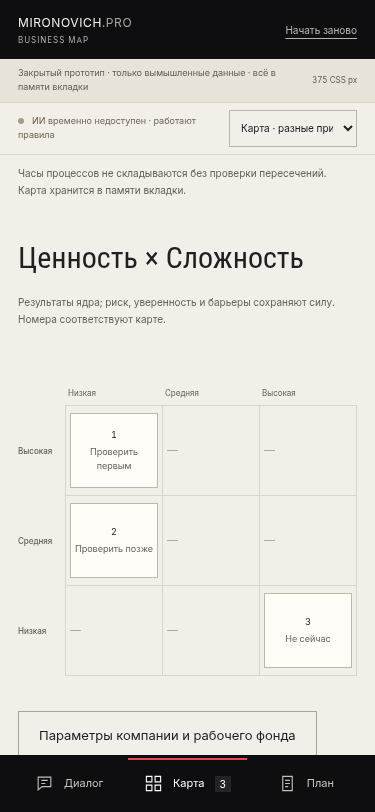 MIRONOVICH.PRO
BUSINESS MAP
Начать заново
Закрытый прототип · только вымышленные данные · всё в
памяти вкладки
375 CSS px
ИИ временно недоступен · работают
правила
Карта · разные при
Часы процессов не складываются без проверки пересечений.
Карта хранится в памяти вкладки.
Ценность × Сложность
Результаты ядра; риск, уверенность и барьеры сохраняют силу.
Номера соответствуют карте.
Низкая
Средняя
Высокая
Высокая
1
Проверить
первым
—
—
Средняя
2
Проверить позже
—
—
Низкая
—
—
3
Не сейчас
Параметры компании и рабочего фонда
Диалог
Карта
3
План